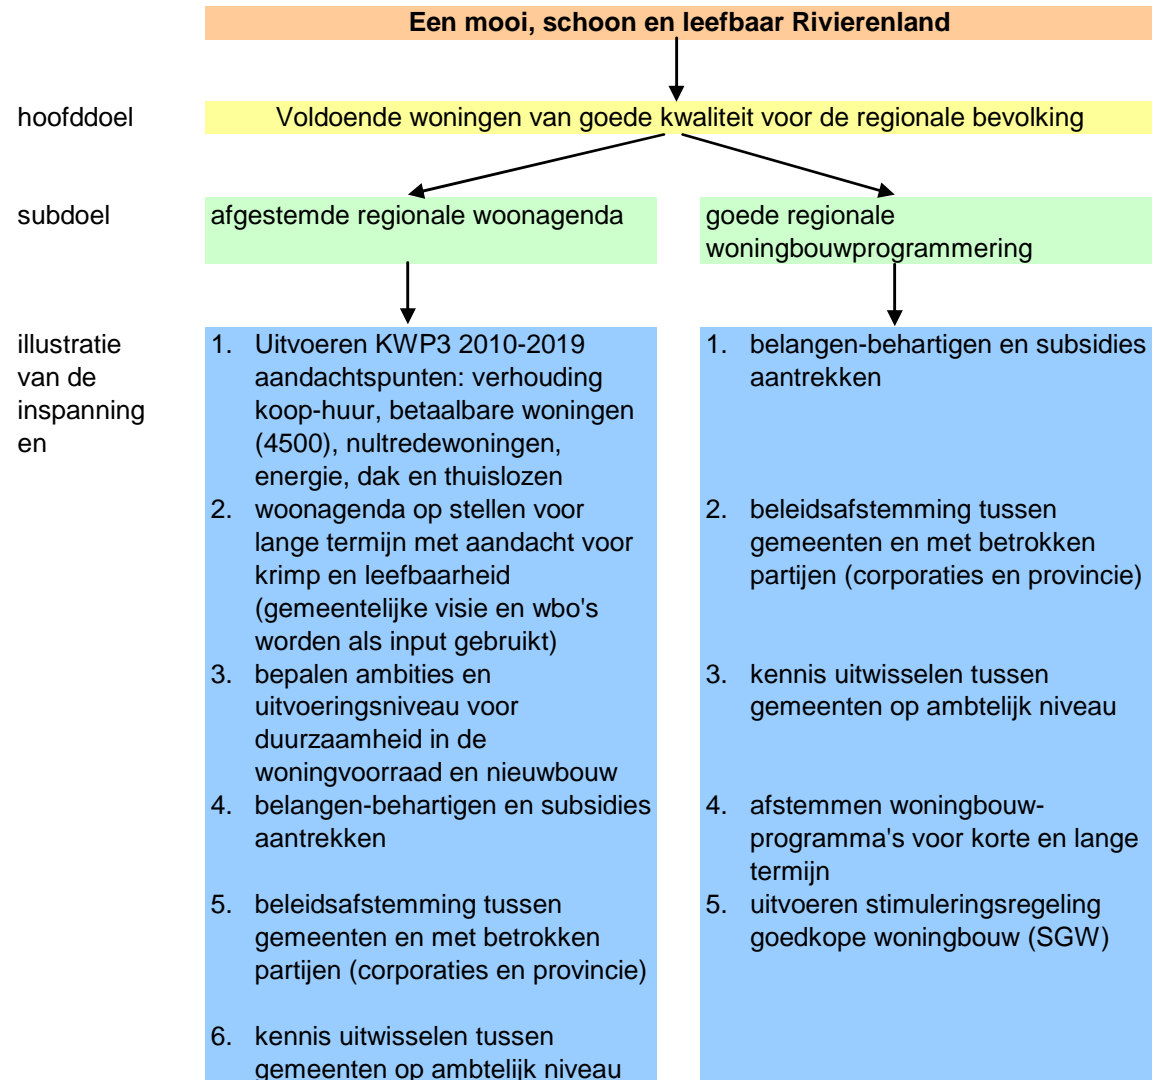 Een mooi, schoon en leefbaar Rivierenland
hoofddoel
Voldoende woningen van goede kwaliteit voor de regionale bevolking
subdoel
afgestemde regionale woonagenda
goede regionale
woningbouwprogrammering
illustratie
van de
inspanning
en
1. Uitvoeren KWP3 2010-2019
aandachtspunten: verhouding
koop-huur, betaalbare woningen
(4500), nultredewoningen,
energie, dak en thuislozen
2. woonagenda op stellen voor
lange termijn met aandacht voor
krimp en leefbaarheid
(gemeentelijke visie en wbo's
worden als input gebruikt)
3. bepalen ambities en
uitvoeringsniveau voor
duurzaamheid in de
woningvoorraad en nieuwbouw
4. belangen-behartigen en subsidies
aantrekken
5. beleidsafstemming tussen
gemeenten en met betrokken
partijen (corporaties en provincie)
6. kennis uitwisselen tussen
gemeenten op ambtelijk niveau
1. belangen-behartigen en subsidies
aantrekken
2. beleidsafstemming tussen
gemeenten en met betrokken
partijen (corporaties en provincie)
3. kennis uitwisselen tussen
gemeenten op ambtelijk niveau
4. afstemmen woningbouw-
programma's voor korte en lange
termijn
5. uitvoeren stimuleringsregeling
goedkope woningbouw (SGW)